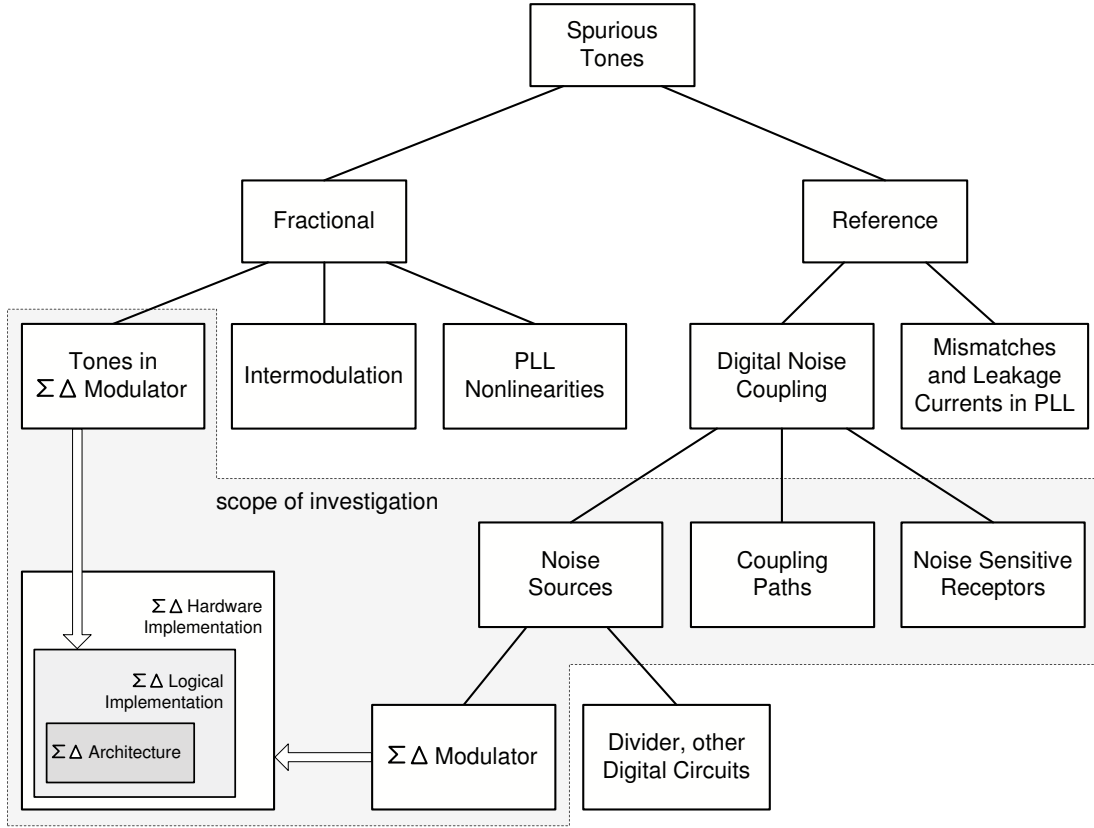 Spurious
Tones
Fractional
Reference
Tones in
Σ Δ Modulator
Intermodulation
PLL
Nonlinearities
Digital Noise
Coupling
Mismatches
and Leakage
Currents in PLL
scope of investigation
Noise
Sources
Coupling
Paths
Noise Sensitive
Receptors
Σ Δ Hardware
Implementation
Σ Δ Logical
Implementation
Σ Δ Architecture
Σ Δ Modulator
Divider, other
Digital Circuits